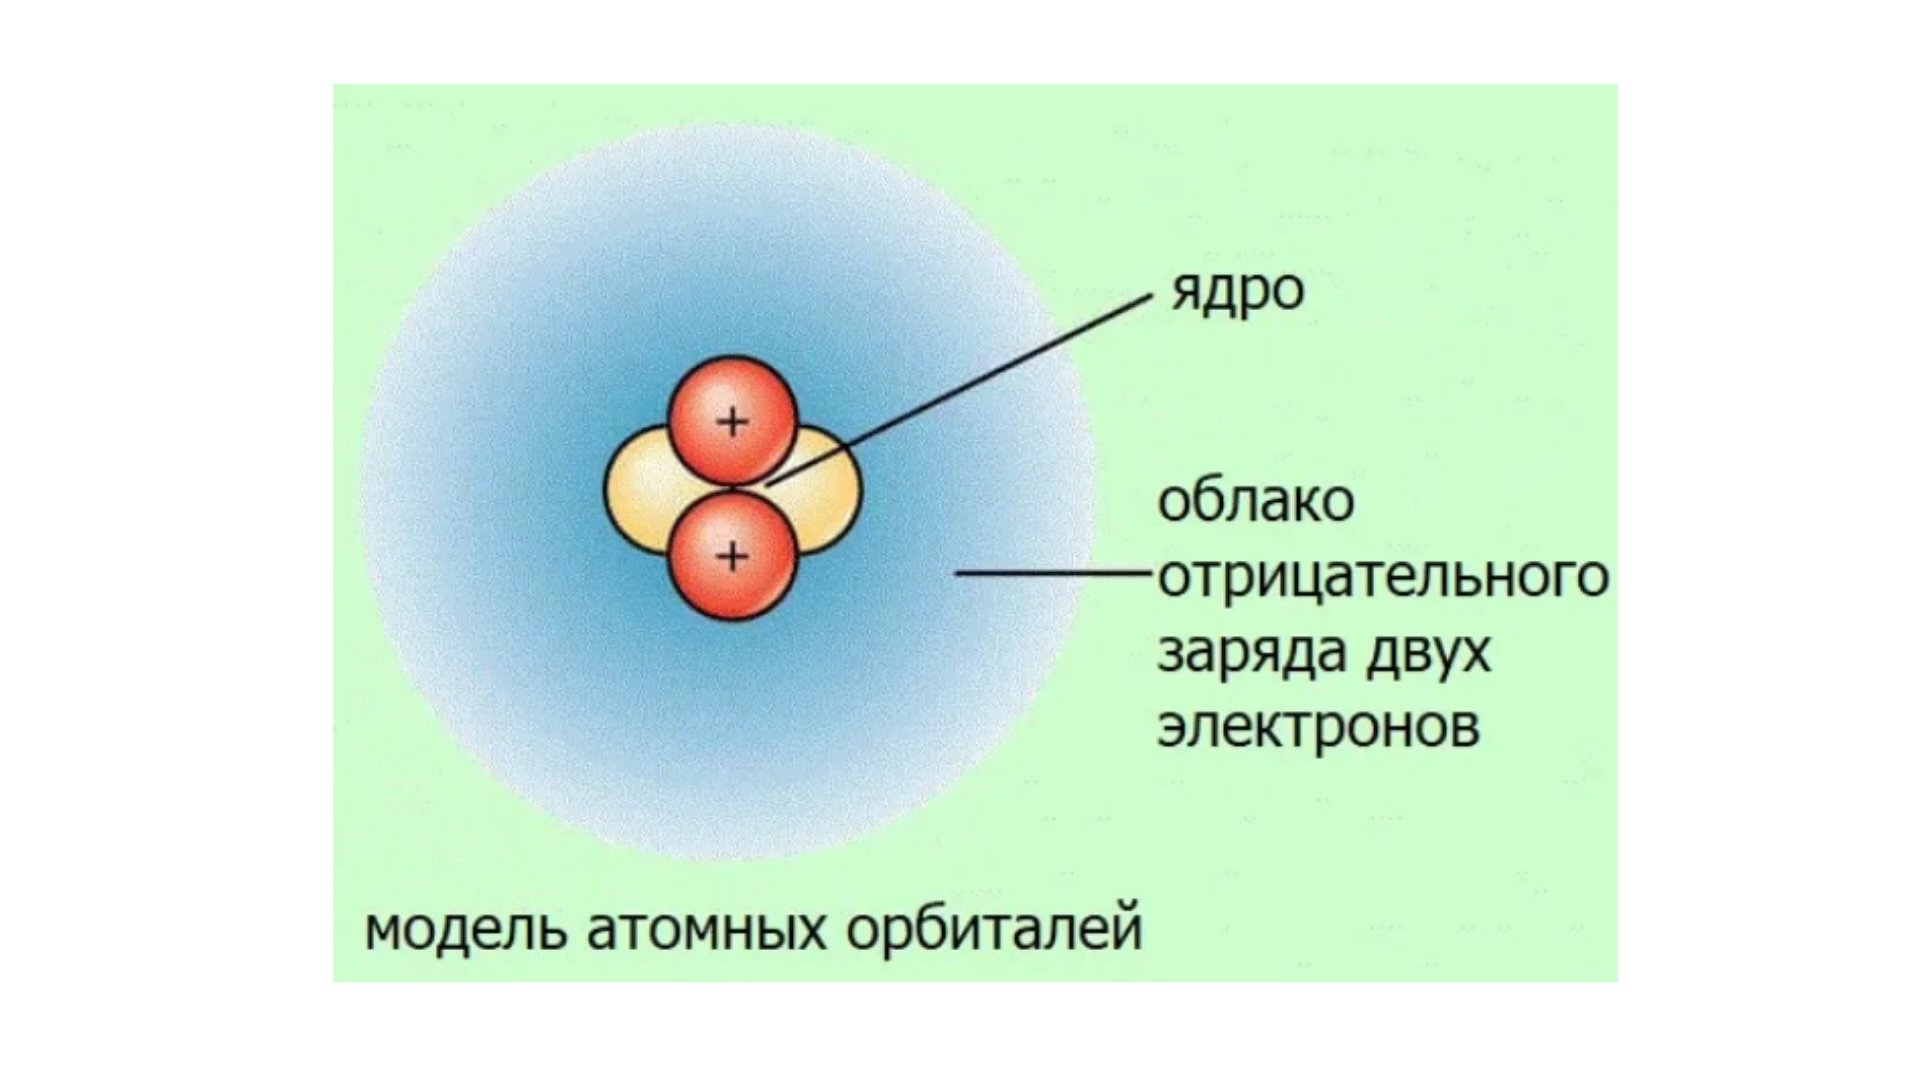 +
+
ядро
облако
отрицательного
заряда двух
электронов
модель атомных орбиталей